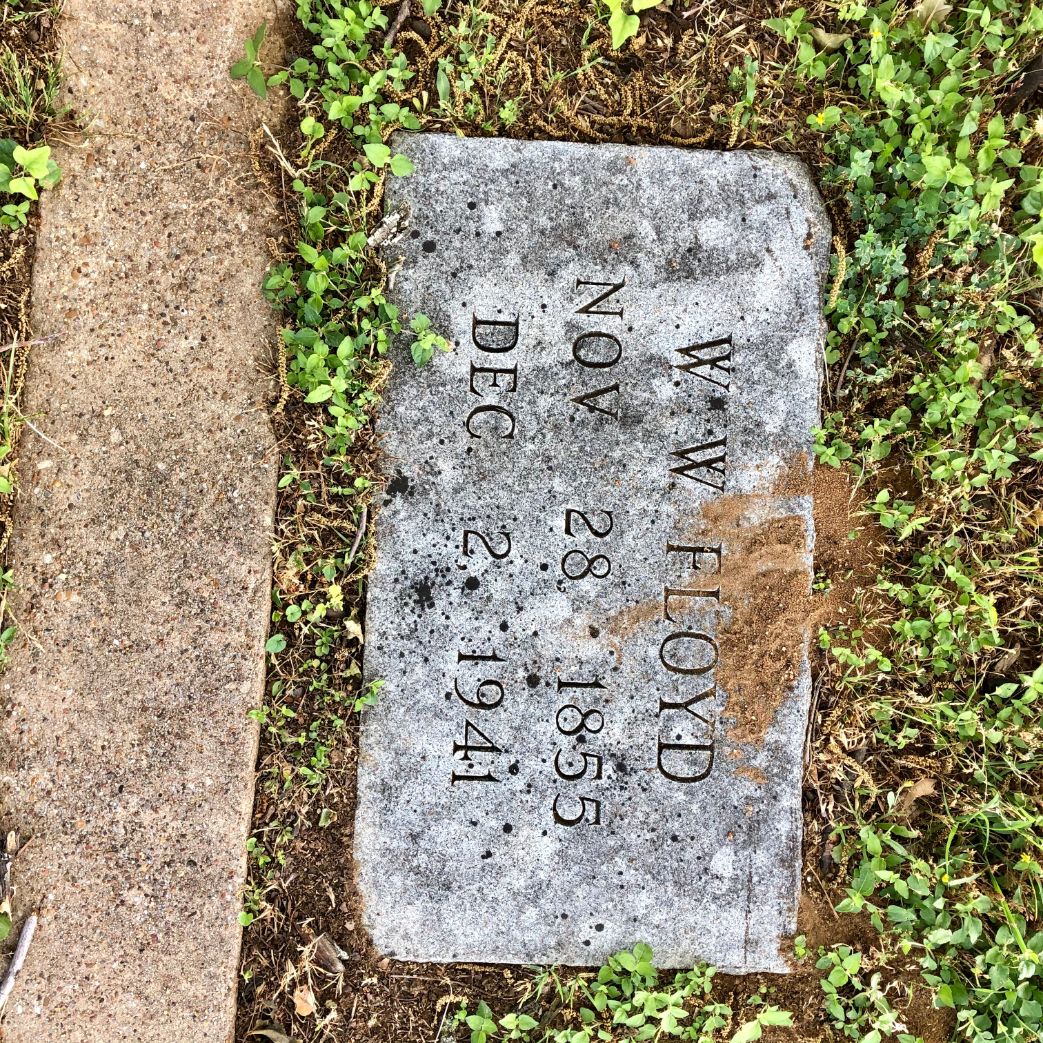 W W FLOYD
NOV 28, 1855
DEC 2, 1941